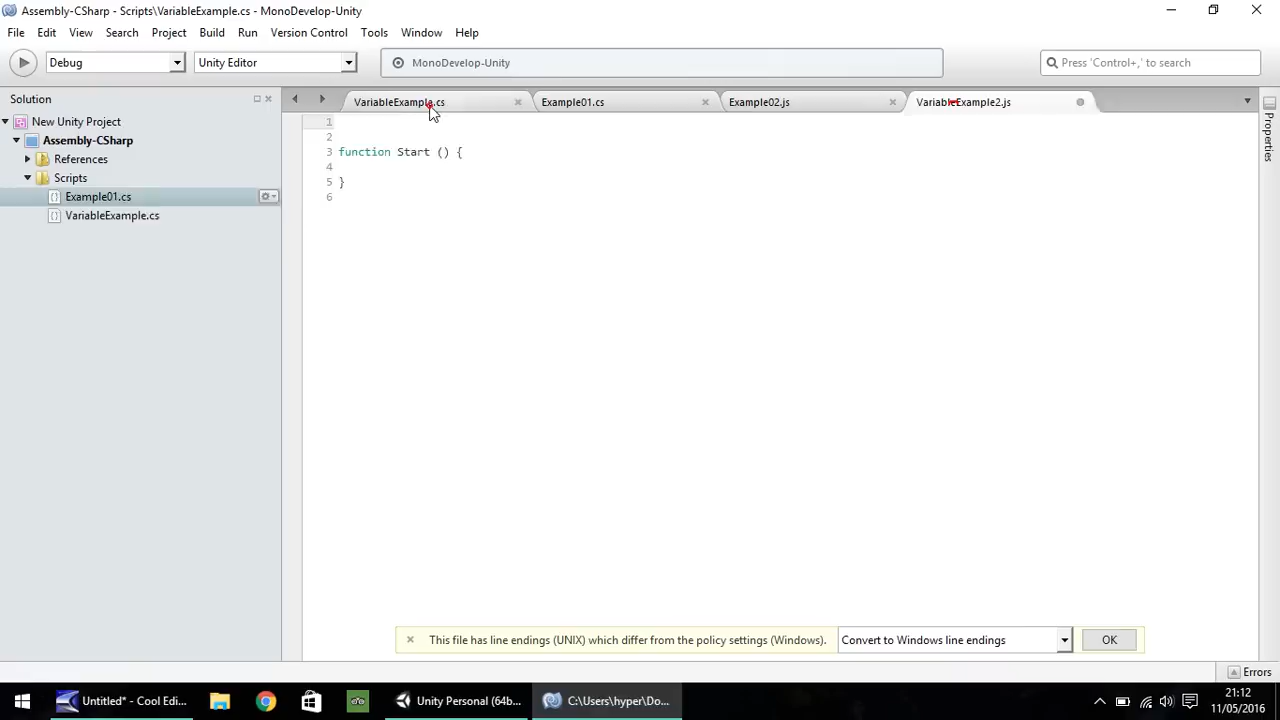 Assembly-CSharp - Scripts\VariableExample.cs - MonoDevelop-Unity
File Edit View Search Project Build Run Version Control Tools Window Help
Debug Unity Editor MonoDevelop-Unity Press 'Control+,' to search
Solution
VariableExample.cs Example01.cs Example02.js VariableExample2.js
New Unity Project
Assembly-CSharp
References
Scripts
Example01.cs
VariableExample.cs
1
2
3 function Start () {
4
5 }
6
Properties
This file has line endings (UNIX) which differ from the policy settings (Windows). Convert to Windows line endings OK
Errors
Untitled* - Cool Edi... Unity Personal (64b... C:\Users\hyper\Do...
21:12
11/05/2016